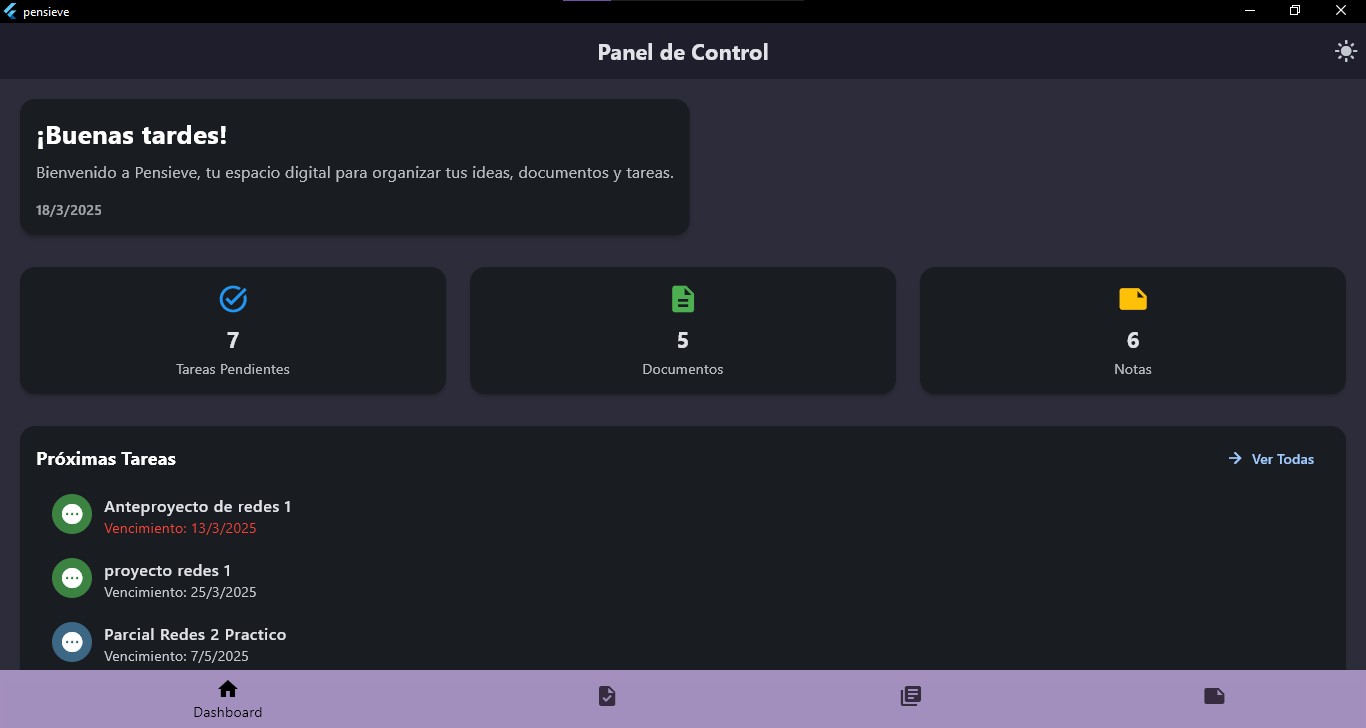 pensieve
Panel de Control
¡Buenas tardes!
Bienvenido a Pensieve, tu espacio digital para organizar tus ideas, documentos y tareas.
18/3/2025
7
Tareas Pendientes
5
Documentos
6
Notas
Próximas Tareas
Ver Todas
Anteproyecto de redes 1
Vencimiento: 13/3/2025
proyecto redes 1
Vencimiento: 25/3/2025
Parcial Redes 2 Practico
Vencimiento: 7/5/2025
Dashboard